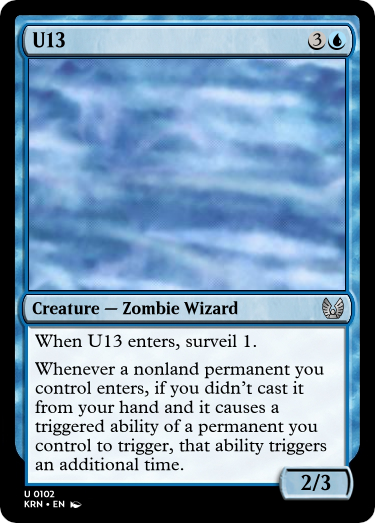 U13
3
Creature — Zombie Wizard
When U13 enters, surveil 1.
Whenever a nonland permanent you
control enters, if you didn't cast it
from your hand and it causes a
triggered ability of a permanent you
control to trigger, that ability triggers
an additional time.
2/3
U 0102
KRN • EN